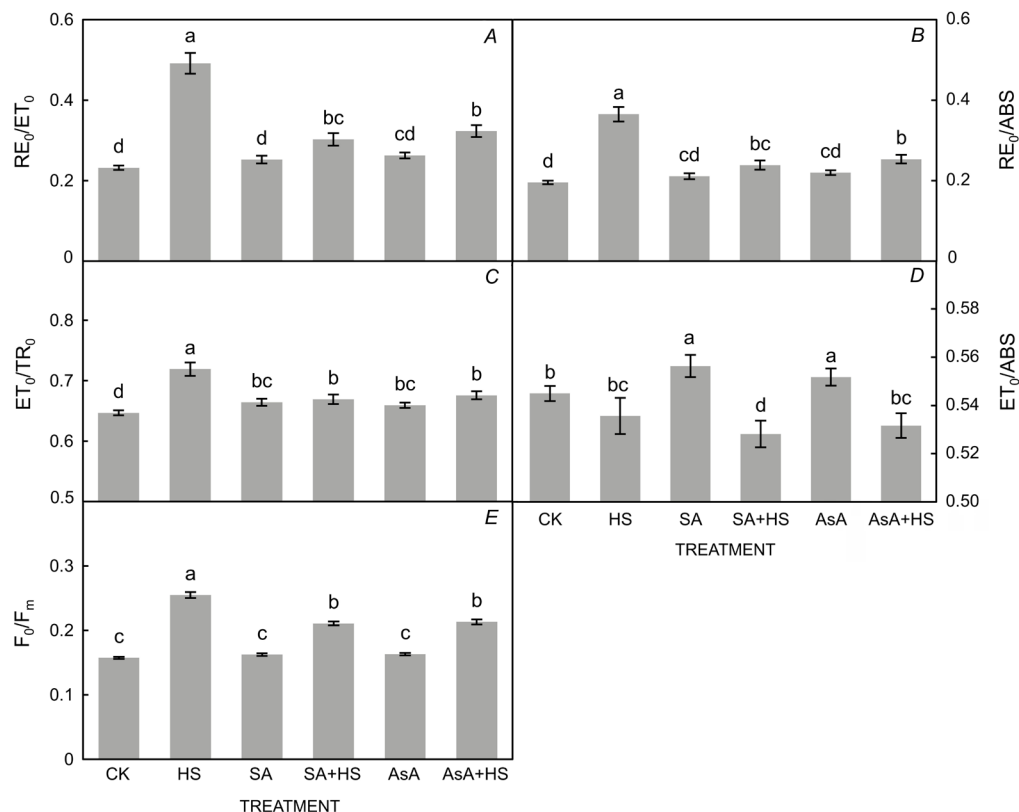 0.6
0.4
0.2
0
RE₀/ET₀
A
d
a
d
bc
cd
b
B
d
a
cd
bc
cd
b
0.6
0.4
0.2
0
RE₀/ABS
0.8
0.7
0.6
0.5
ET₀/TR₀
C
d
a
bc
b
bc
b
D
b
bc
a
d
a
bc
0.58
0.56
0.54
0.52
0.50
ET₀/ABS
CK HS SA SA+HS AsA AsA+HS
TREATMENT
0.3
0.2
0.1
0
F₀/Fₘ
E
c
a
c
b
c
b
CK HS SA SA+HS AsA AsA+HS
TREATMENT